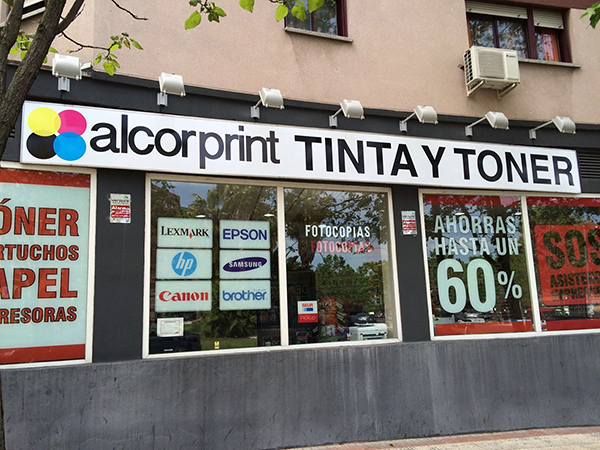 alcorprint TINTA Y TONER
ÓNER
RTUCHOS
APEL
RESORAS
LEXMARK
EPSON
hp
SAMSUNG
Canon
brother
FOTOCOPIAS
FOTOCOPIAS
AHORRAS
HASTA UN
60%
SOS